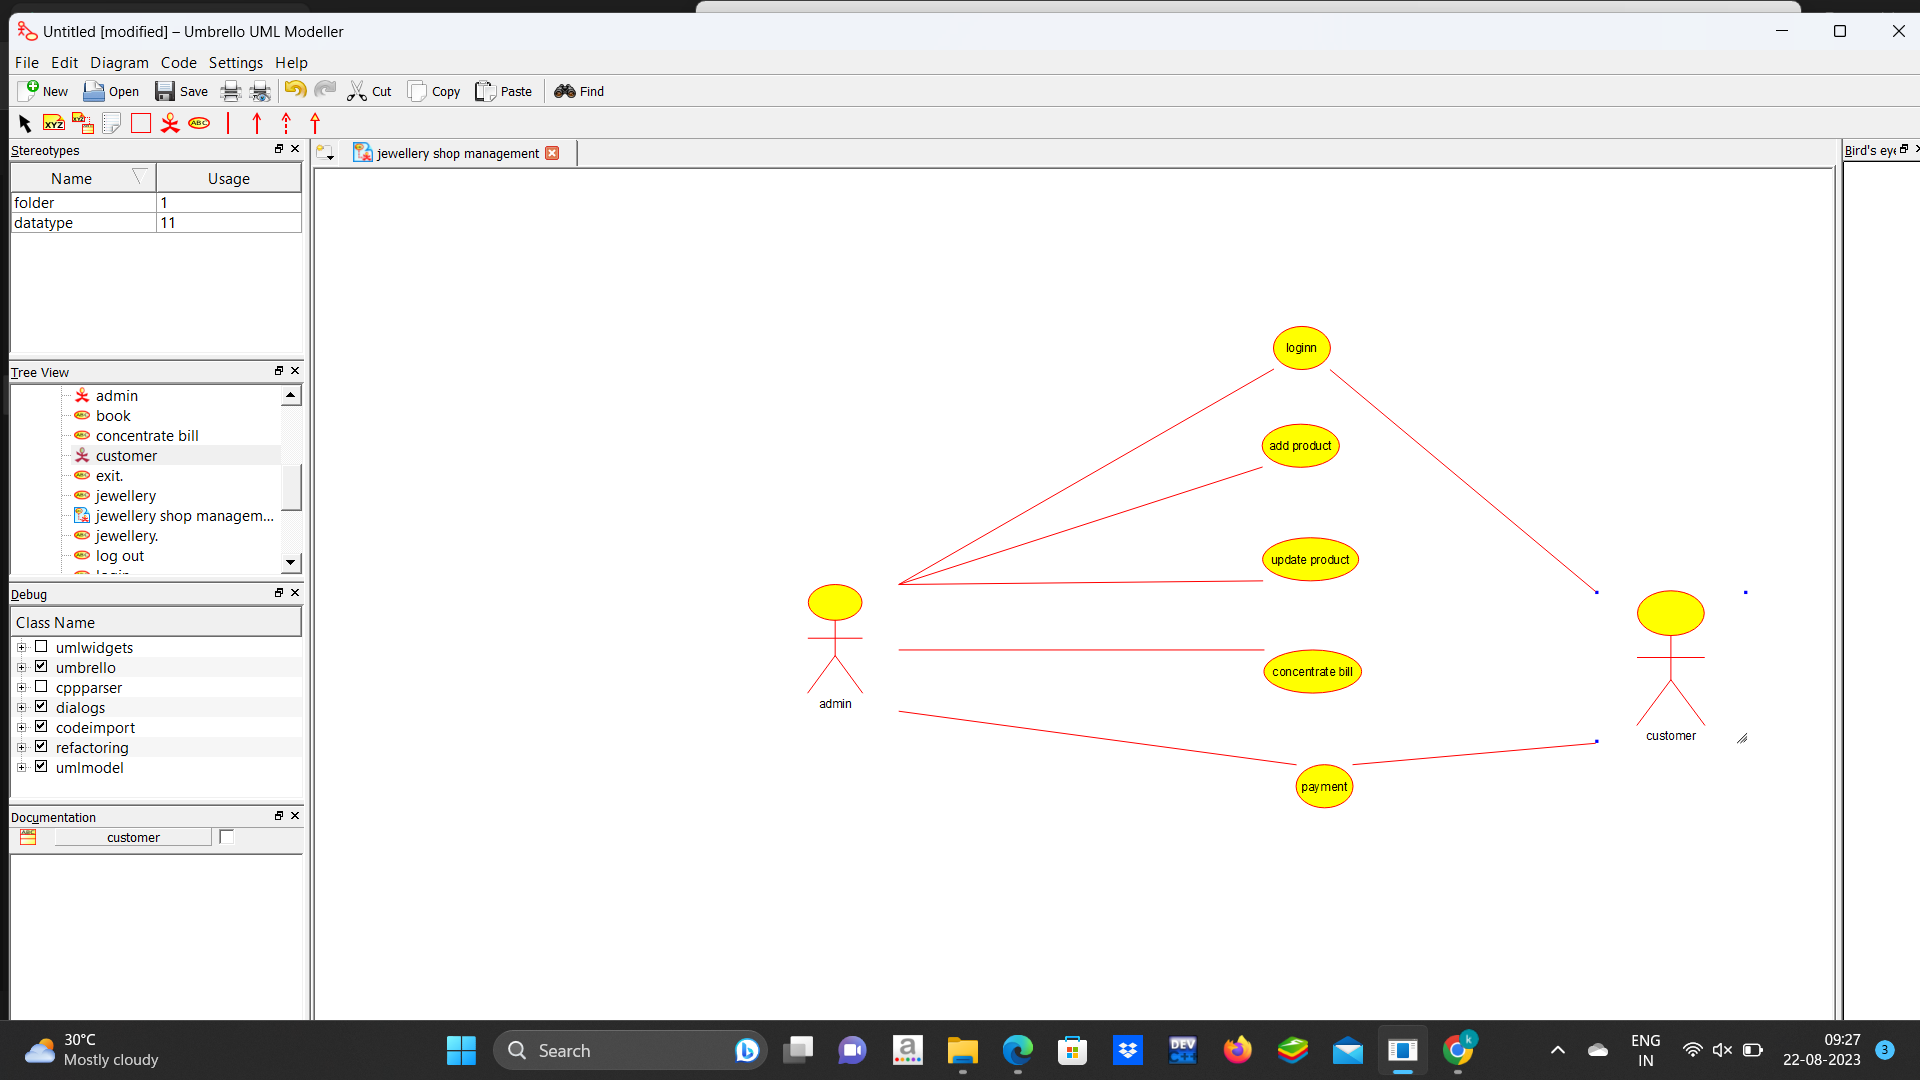 Untitled [modified] – Umbrello UML Modeller
File Edit Diagram Code Settings Help
New Open Save Cut Copy Paste Find
XYZ XYZ ABC
Stereotypes
jewellery shop management
Bird's eye
Name Usage
folder 1
datatype 11
Tree View
admin
book
concentrate bill
customer
exit.
jewellery
jewellery shop managem...
jewellery.
log out
Debug
Class Name
umlwidgets
umbrello
cppparser
dialogs
codeimport
refactoring
umlmodel
Documentation
customer
loginn
add product
update product
concentrate bill
payment
admin
customer
30°C
Mostly cloudy
Search
a
DEV
C++
k
ENG
IN
09:27
22-08-2023
3